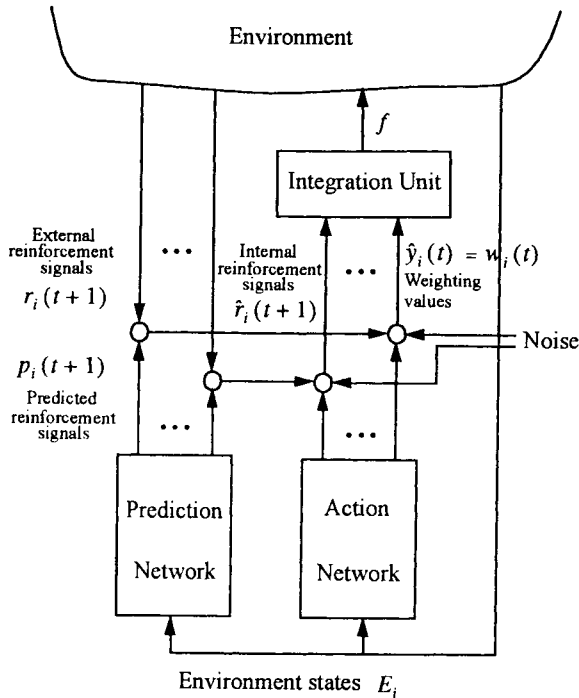 Environment
f
Integration Unit
External
reinforcement
signals
r_i(t+1)
...
Internal
reinforcement
signals
r̂_i(t+1)
...
ŷ_i(t) = w_i(t)
Weighting
values
Noise
p_i(t+1)
Predicted
reinforcement
signals
...
...
Prediction
Network
Action
Network
Environment states E_i